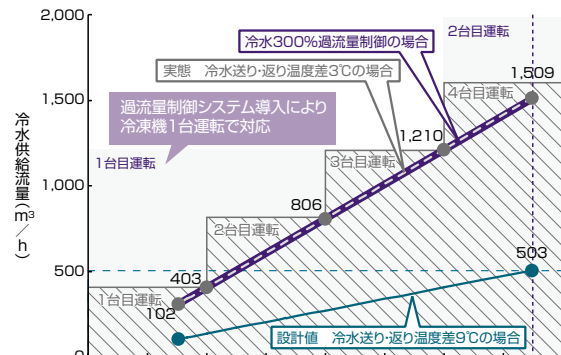 2,000
1,500
1,000
500
0
冷水供給流量(m³/h)
冷水300%過流量制御の場合
2台目運転
実態 冷水送り・返り温度差3℃の場合
1,509
4台目運転
過流量制御システム導入により
冷凍機1台運転で対応
1,210
1台目運転
3台目運転
806
2台目運転
403
503
1台目運転
102
設計値 冷水送り・返り温度差9℃の場合